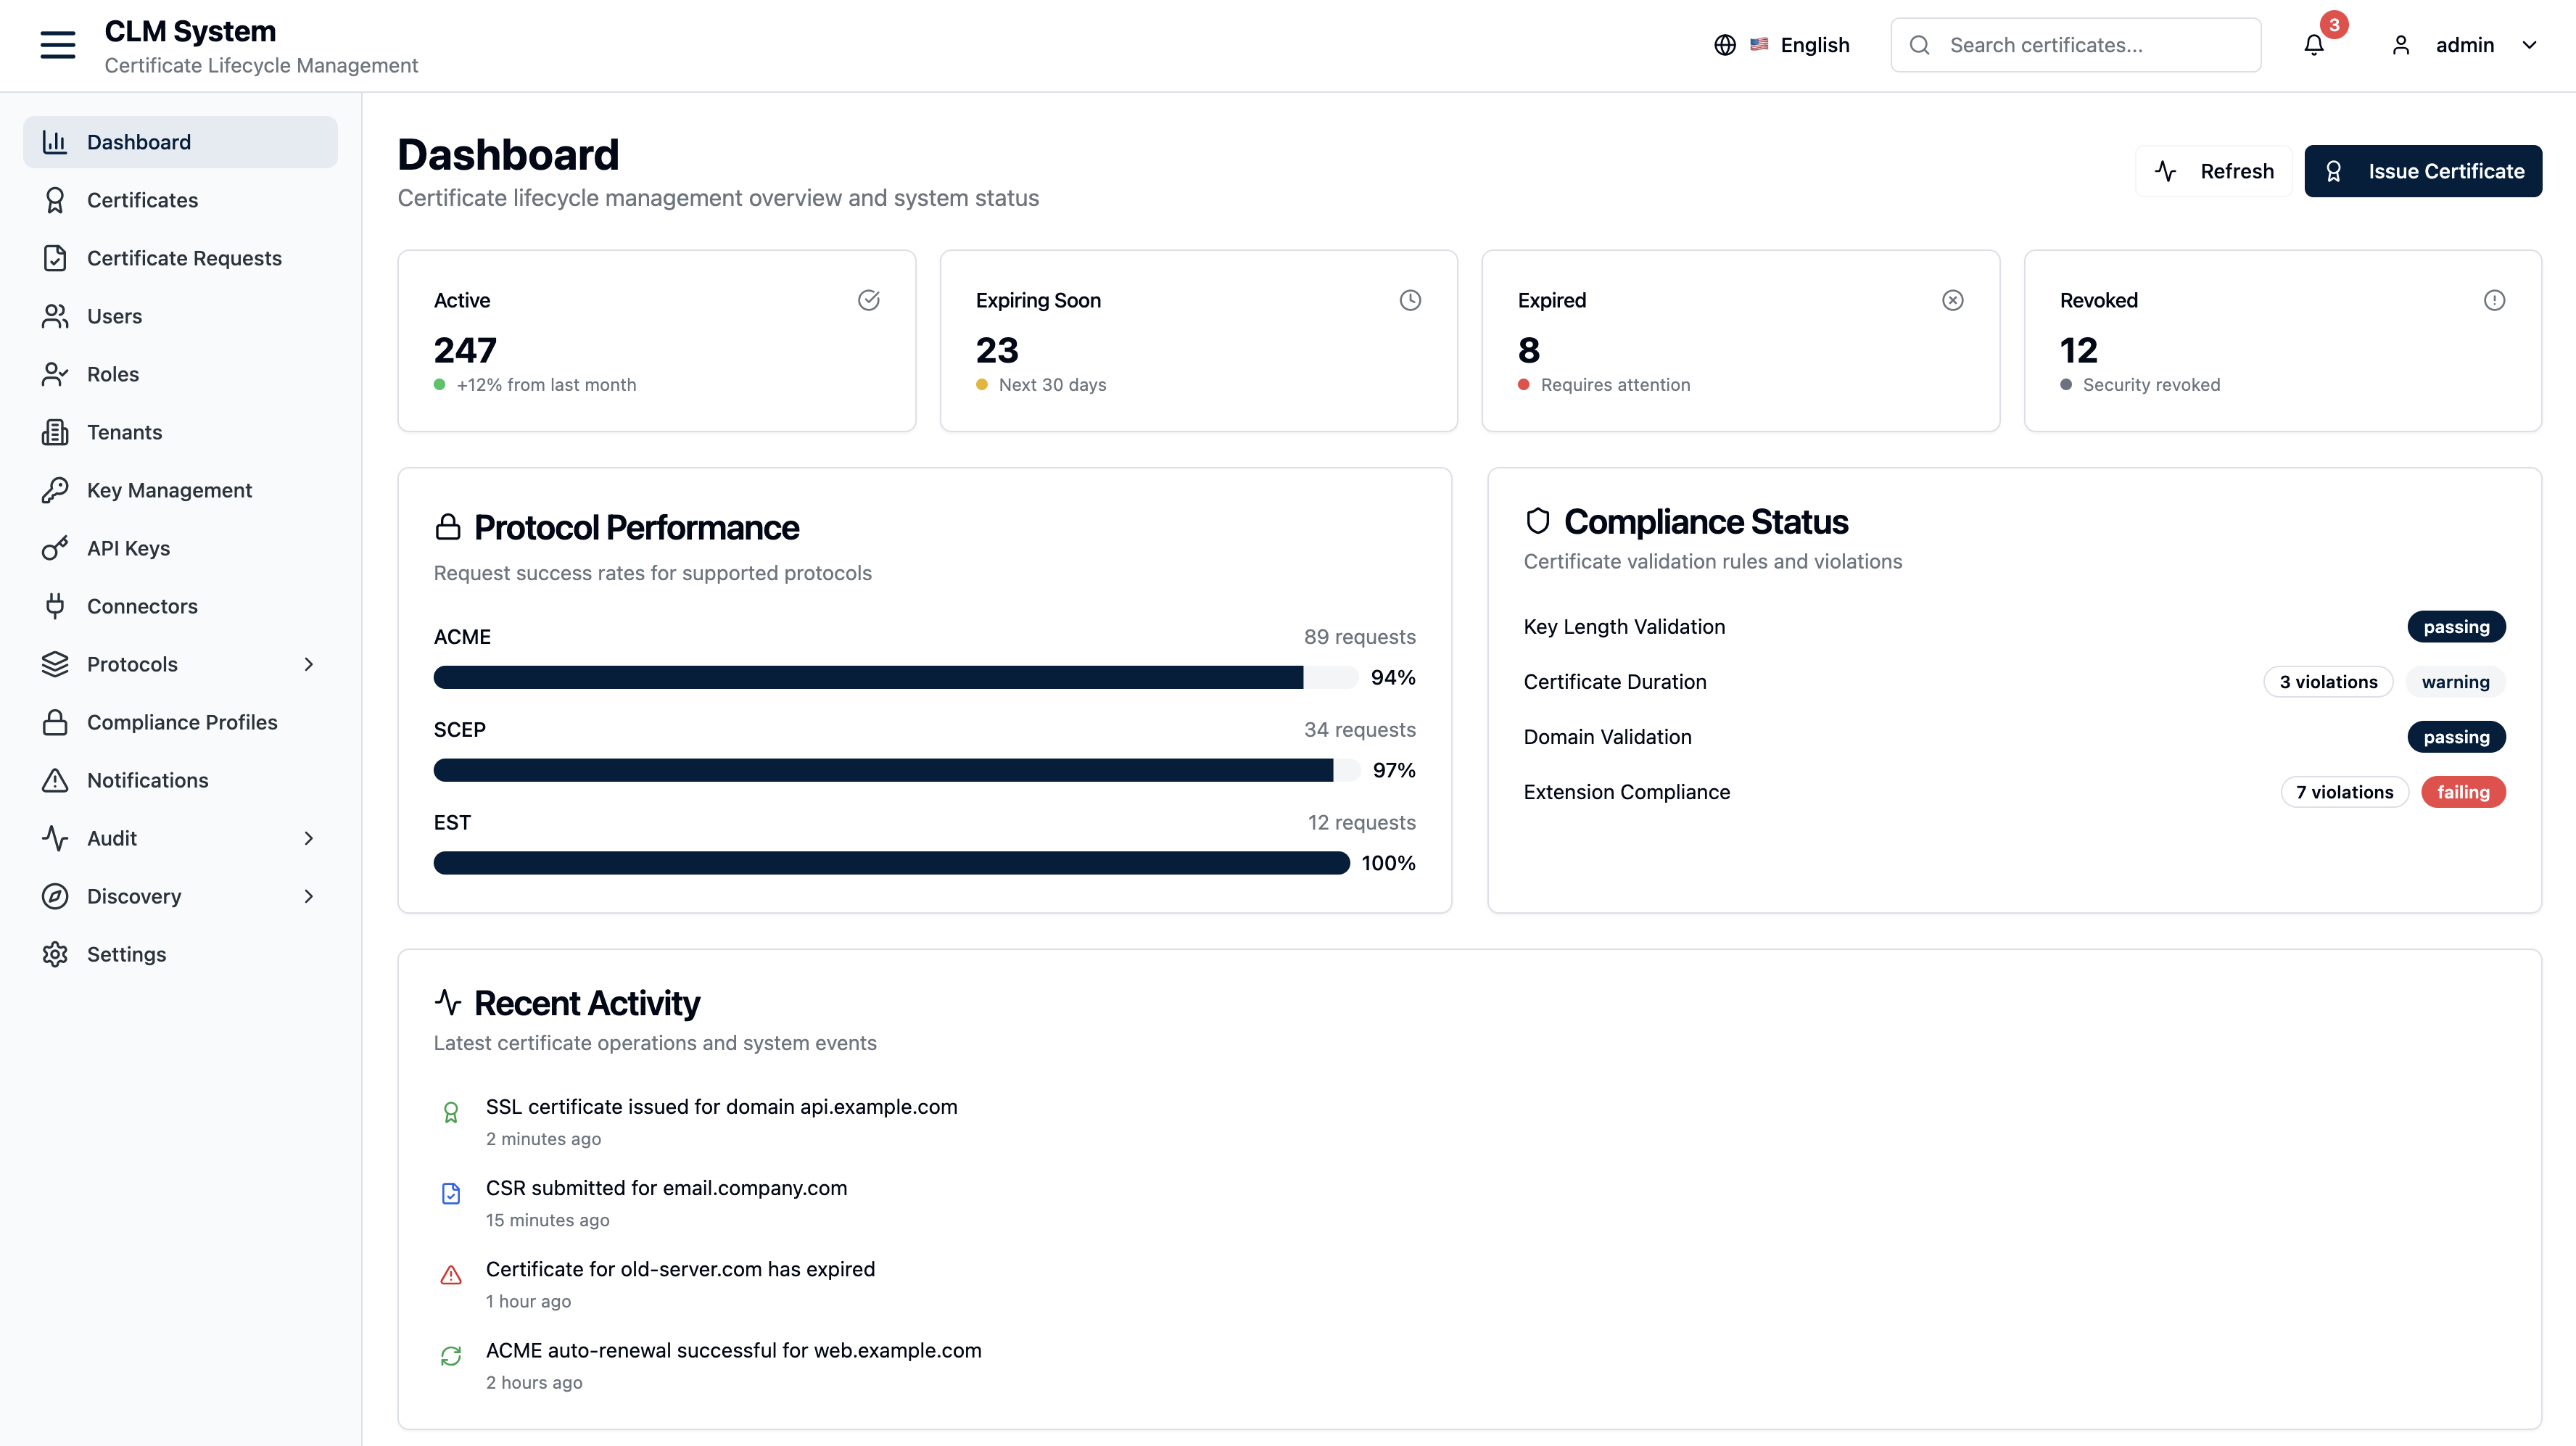 CLM System
Certificate Lifecycle Management
English
Search certificates...
3
admin
Dashboard
Certificates
Certificate Requests
Users
Roles
Tenants
Key Management
API Keys
Connectors
Protocols
Compliance Profiles
Notifications
Audit
Discovery
Settings
Dashboard
Certificate lifecycle management overview and system status
Refresh
Issue Certificate
Active
247
+12% from last month
Expiring Soon
23
Next 30 days
Expired
8
Requires attention
Revoked
12
Security revoked
Protocol Performance
Request success rates for supported protocols
ACME
89 requests
94%
SCEP
34 requests
97%
EST
12 requests
100%
Compliance Status
Certificate validation rules and violations
Key Length Validation
passing
Certificate Duration
3 violations
warning
Domain Validation
passing
Extension Compliance
7 violations
failing
Recent Activity
Latest certificate operations and system events
SSL certificate issued for domain api.example.com
2 minutes ago
CSR submitted for email.company.com
15 minutes ago
Certificate for old-server.com has expired
1 hour ago
ACME auto-renewal successful for web.example.com
2 hours ago